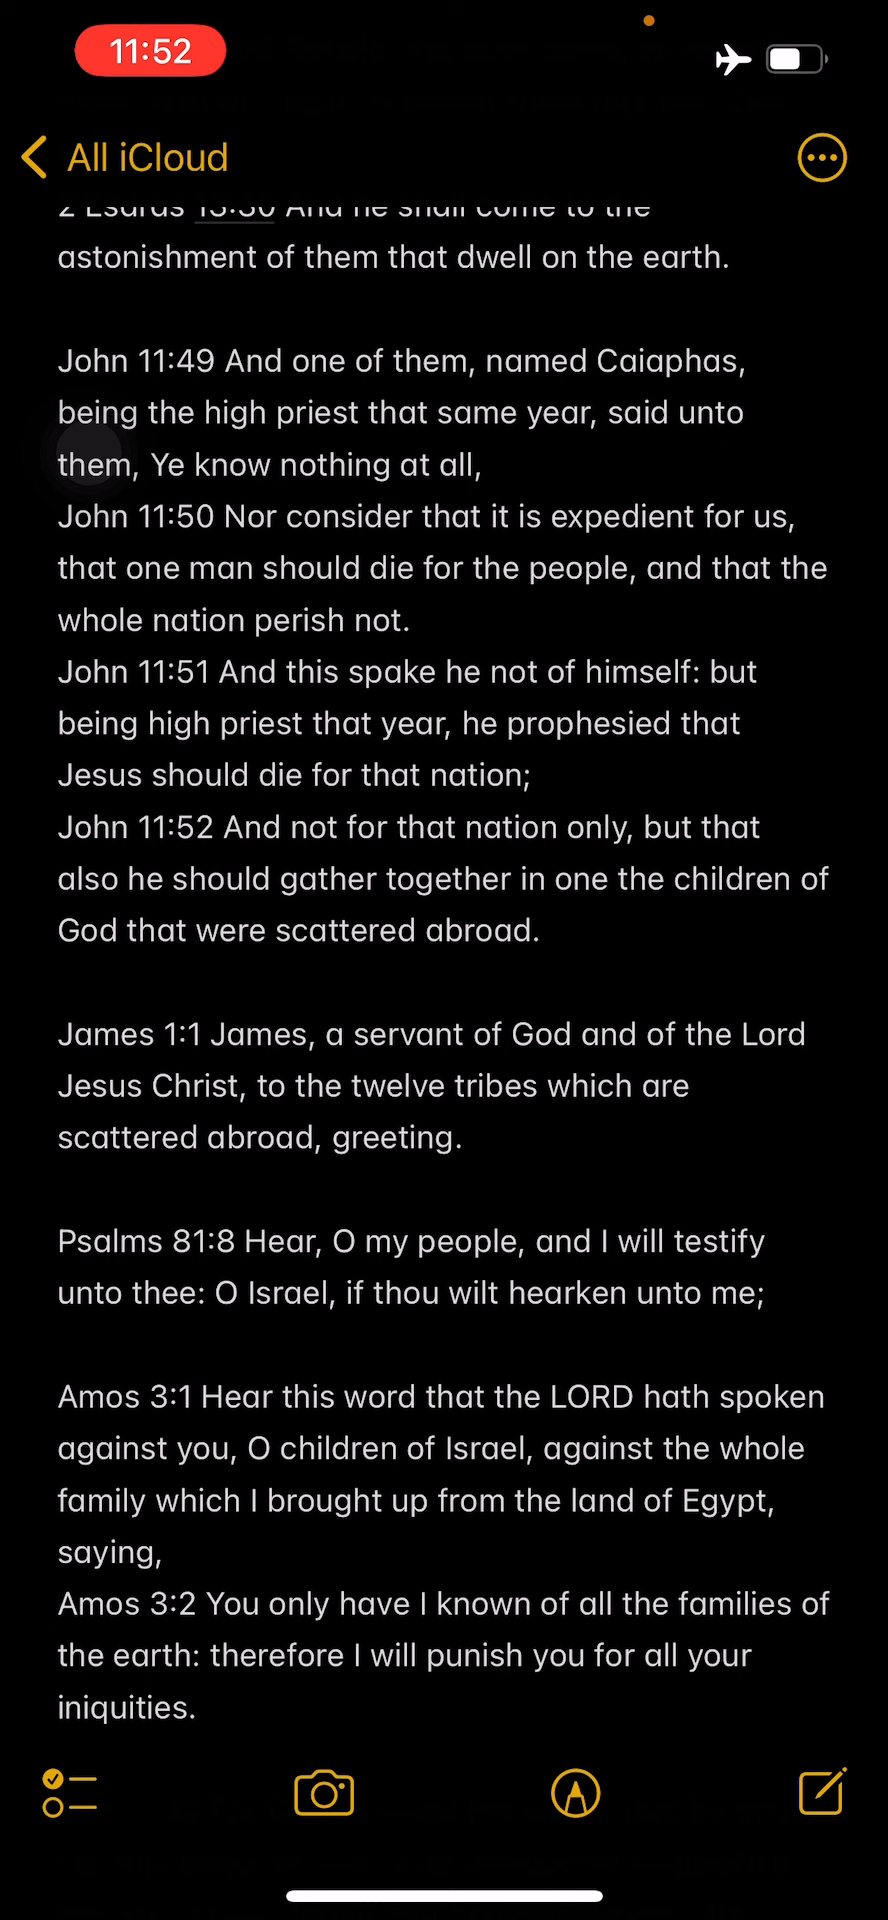 11:52
All iCloud
2 Esdras 13:30 And he shall come to the
astonishment of them that dwell on the earth.
John 11:49 And one of them, named Caiaphas,
being the high priest that same year, said unto
them, Ye know nothing at all,
John 11:50 Nor consider that it is expedient for us,
that one man should die for the people, and that the
whole nation perish not.
John 11:51 And this spake he not of himself: but
being high priest that year, he prophesied that
Jesus should die for that nation;
John 11:52 And not for that nation only, but that
also he should gather together in one the children of
God that were scattered abroad.
James 1:1 James, a servant of God and of the Lord
Jesus Christ, to the twelve tribes which are
scattered abroad, greeting.
Psalms 81:8 Hear, O my people, and I will testify
unto thee: O Israel, if thou wilt hearken unto me;
Amos 3:1 Hear this word that the LORD hath spoken
against you, O children of Israel, against the whole
family which I brought up from the land of Egypt,
saying,
Amos 3:2 You only have I known of all the families of
the earth: therefore I will punish you for all your
iniquities.